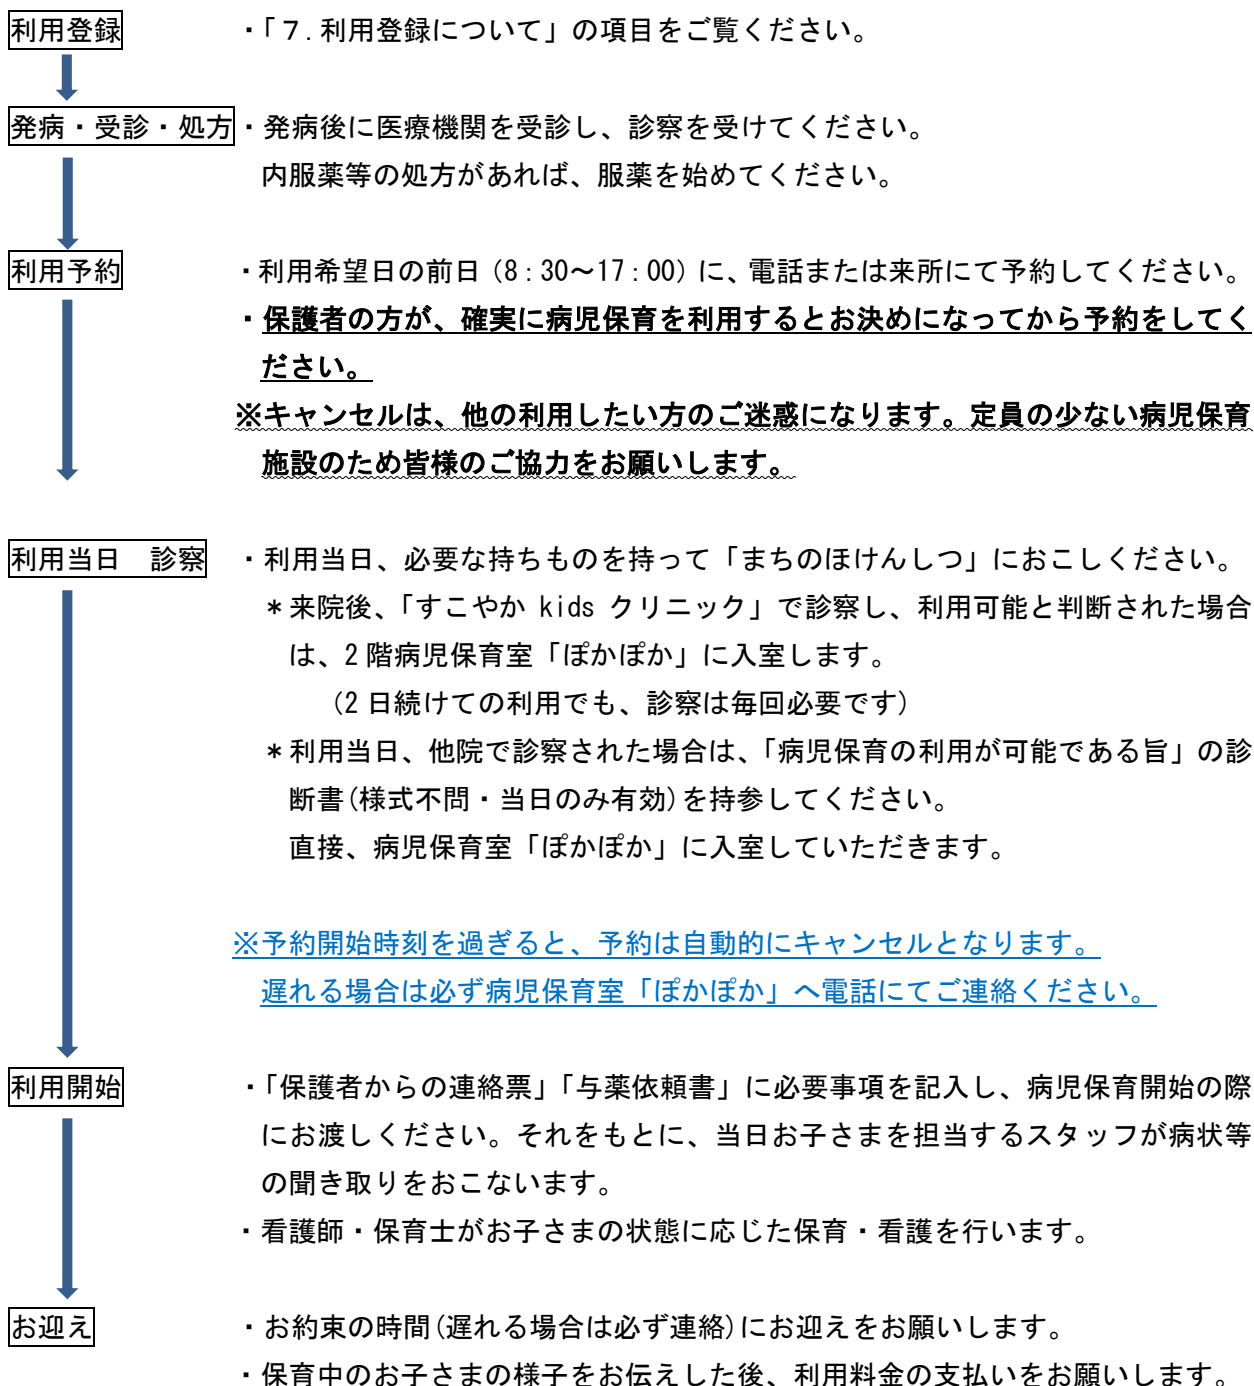 利用登録　・「７.利用登録について」の項目をご覧ください。
発病・受診・処方・発病後に医療機関を受診し、診察を受けてください。
内服薬等の処方があれば、服薬を始めてください。
利用予約　・利用希望日の前日（8：30～17：00）に、電話または来所にて予約してください。
・保護者の方が、確実に病児保育を利用するとお決めになってから予約をしてく
ださい。
※キャンセルは、他の利用したい方のご迷惑になります。定員の少ない病児保育
施設のため皆様のご協力をお願いします。
利用当日　診察　・利用当日、必要な持ちものを持って「まちのほけんしつ」におこしください。
＊来院後、「すこやか kids クリニック」で診察し、利用可能と判断された場合
は、2 階病児保育室「ぽかぽか」に入室します。
（2 日続けての利用でも、診察は毎回必要です）
＊利用当日、他院で診察された場合は、「病児保育の利用が可能である旨」の診
断書(様式不問・当日のみ有効)を持参してください。
直接、病児保育室「ぽかぽか」に入室していただきます。
※予約開始時刻を過ぎると、予約は自動的にキャンセルとなります。
遅れる場合は必ず病児保育室「ぽかぽか」へ電話にてご連絡ください。
利用開始　・「保護者からの連絡票」「与薬依頼書」に必要事項を記入し、病児保育開始の際
にお渡しください。それをもとに、当日お子さまを担当するスタッフが病状等
の聞き取りをおこないます。
・看護師・保育士がお子さまの状態に応じた保育・看護を行います。
お迎え　・お約束の時間(遅れる場合は必ず連絡)にお迎えをお願いします。
・保育中のお子さまの様子をお伝えした後、利用料金の支払いをお願いします。